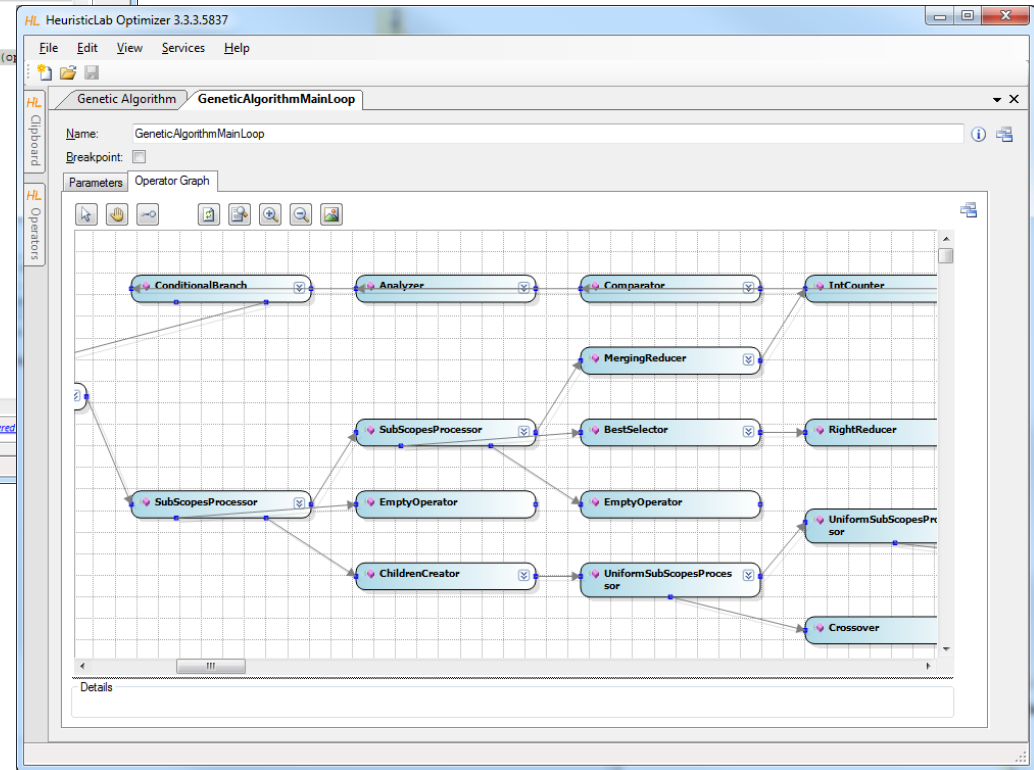 HL HeuristicLab Optimizer 3.3.3.5837
File Edit View Services Help
(op
HL Clipboard
HL Operators
Genetic Algorithm GeneticAlgorithmMainLoop
Name: GeneticAlgorithmMainLoop
Breakpoint:
Parameters Operator Graph
ConditionalBranch Analyzer Comparator IntCounter
MergingReducer
SubScopesProcessor BestSelector RightReducer
SubScopesProcessor EmptyOperator EmptyOperator
UniformSubScopesPro
sor
ChildrenCreator UniformSubScopesProces
sor
Crossover
ered
Details